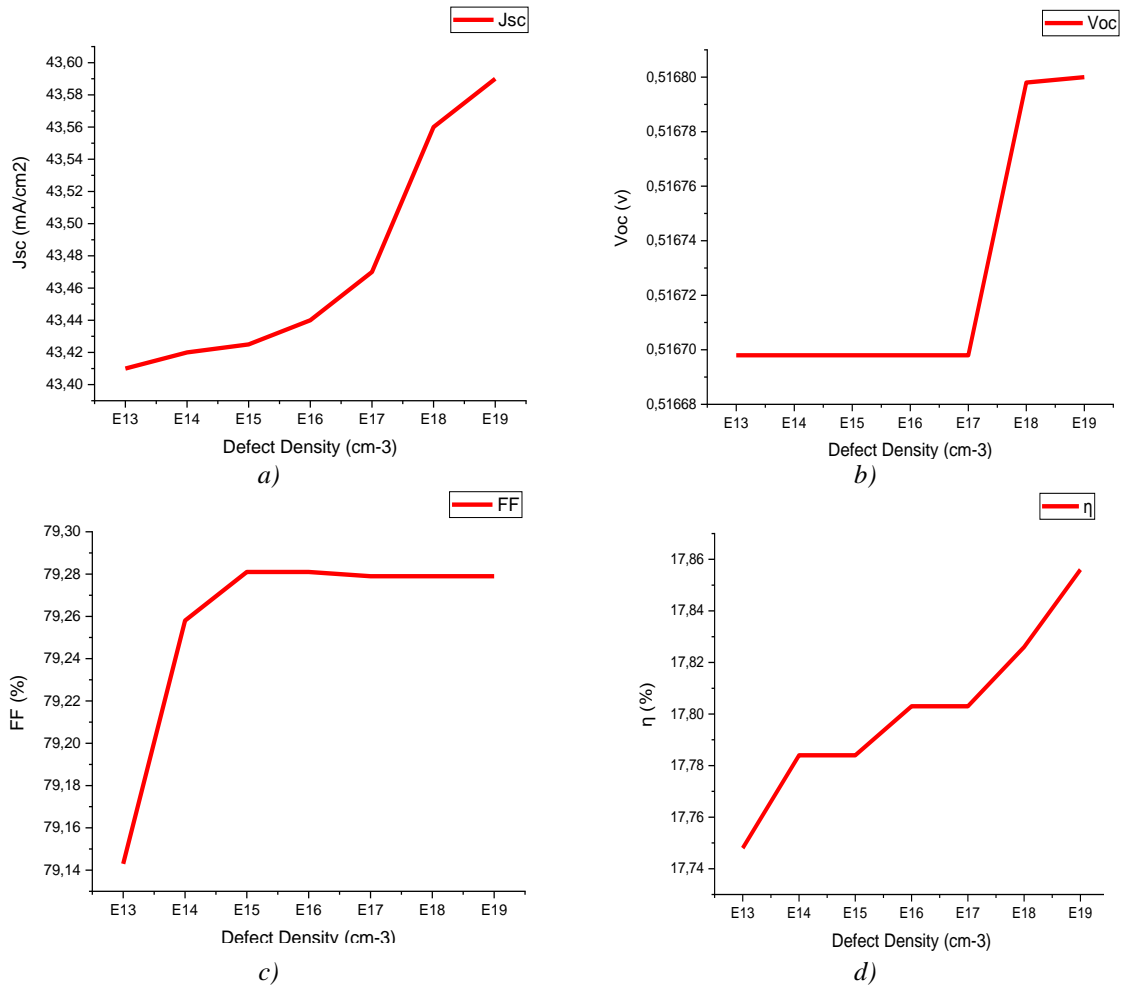 Jsc
43,60
43,58
43,56
43,54
43,52
43,50
43,48
43,46
43,44
43,42
43,40
Jsc (mA/cm2)
E13 E14 E15 E16 E17 E18 E19
Defect Density (cm-3)
a)
Voc
0,51680
0,51678
0,51676
0,51674
0,51672
0,51670
0,51668
Voc (v)
E13 E14 E15 E16 E17 E18 E19
Defect Density (cm-3)
b)
FF
79,30
79,28
79,26
79,24
79,22
79,20
79,18
79,16
79,14
FF (%)
E13 E14 E15 E16 E17 E18 E19
Defect Density (cm-3)
c)
η
17,86
17,84
17,82
17,80
17,78
17,76
17,74
η (%)
E13 E14 E15 E16 E17 E18 E19
Defect Density (cm-3)
d)